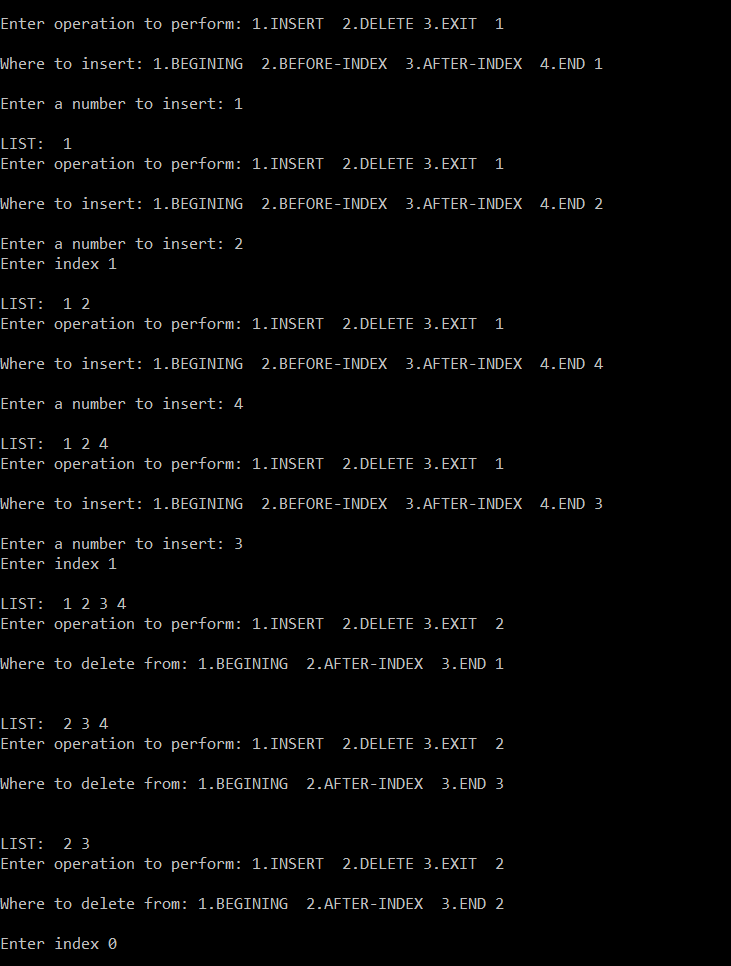 Enter operation to perform: 1.INSERT  2.DELETE 3.EXIT  1
Where to insert: 1.BEGINING  2.BEFORE-INDEX  3.AFTER-INDEX  4.END 1
Enter a number to insert: 1
LIST:  1
Enter operation to perform: 1.INSERT  2.DELETE 3.EXIT  1
Where to insert: 1.BEGINING  2.BEFORE-INDEX  3.AFTER-INDEX  4.END 2
Enter a number to insert: 2
Enter index 1
LIST:  1 2
Enter operation to perform: 1.INSERT  2.DELETE 3.EXIT  1
Where to insert: 1.BEGINING  2.BEFORE-INDEX  3.AFTER-INDEX  4.END 4
Enter a number to insert: 4
LIST:  1 2 4
Enter operation to perform: 1.INSERT  2.DELETE 3.EXIT  1
Where to insert: 1.BEGINING  2.BEFORE-INDEX  3.AFTER-INDEX  4.END 3
Enter a number to insert: 3
Enter index 1
LIST:  1 2 3 4
Enter operation to perform: 1.INSERT  2.DELETE 3.EXIT  2
Where to delete from: 1.BEGINING  2.AFTER-INDEX  3.END 1
LIST:  2 3 4
Enter operation to perform: 1.INSERT  2.DELETE 3.EXIT  2
Where to delete from: 1.BEGINING  2.AFTER-INDEX  3.END 3
LIST:  2 3
Enter operation to perform: 1.INSERT  2.DELETE 3.EXIT  2
Where to delete from: 1.BEGINING  2.AFTER-INDEX  3.END 2
Enter index 0